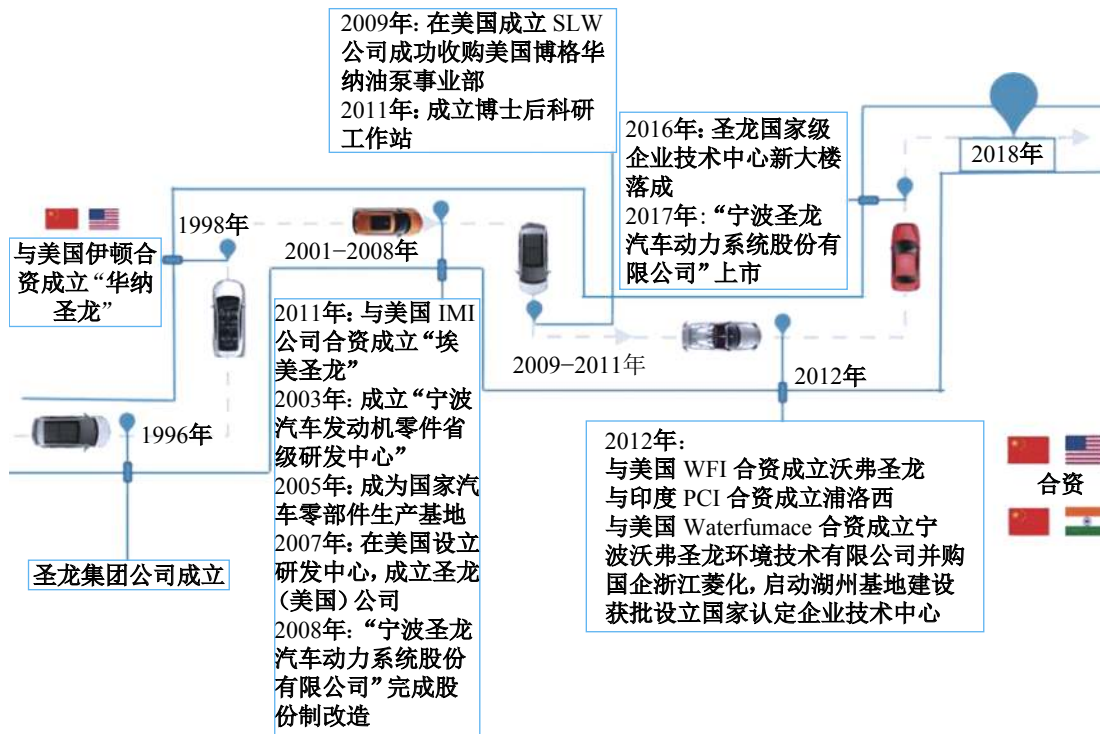 2009年: 在美国成立 SLW
公司成功收购美国博格华
纳油泵事业部
2011年: 成立博士后科研
工作站
2016年: 圣龙国家级
企业技术中心新大楼
落成
2017年: “宁波圣龙
汽车动力系统股份有
限公司”上市
2018年
1998年
与美国伊顿合
资成立“华纳
圣龙”
2001−2008年
2011年: 与美国 IMI
公司合资成立“埃
美圣龙”
2003年: 成立“宁波
汽车发动机零件省
级研发中心”
2005年: 成为国家汽
车零部件生产基地
2007年: 在美国设立
研发中心, 成立圣龙
(美国) 公司
2008年: “宁波圣龙
汽车动力系统股份
有限公司”完成股
份制改造
2009−2011年
2012年
1996年
圣龙集团公司成立
2012年:
与美国 WFI 合资成立沃弗圣龙
与印度 PCI 合资成立浦洛西
与美国 Waterfumace 合资成立宁
波沃弗圣龙环境技术有限公司并购
国企浙江菱化, 启动湖州基地建设
获批设立国家认定企业技术中心
合资